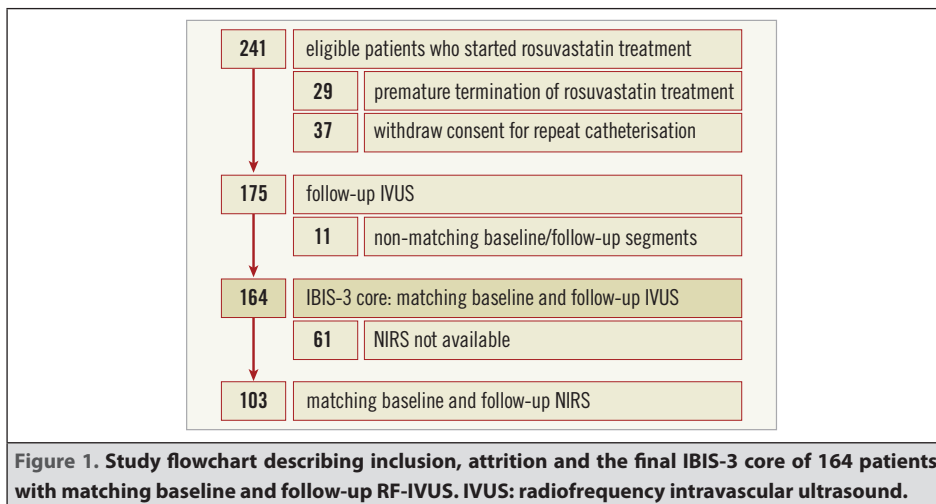 241 eligible patients who started rosuvastatin treatment
29 premature termination of rosuvastatin treatment
37 withdraw consent for repeat catheterisation
175 follow-up IVUS
11 non-matching baseline/follow-up segments
164 IBIS-3 core: matching baseline and follow-up IVUS
61 NIRS not available
103 matching baseline and follow-up NIRS
Figure 1. Study flowchart describing inclusion, attrition and the final IBIS-3 core of 164 patients
with matching baseline and follow-up RF-IVUS. IVUS: radiofrequency intravascular ultrasound.